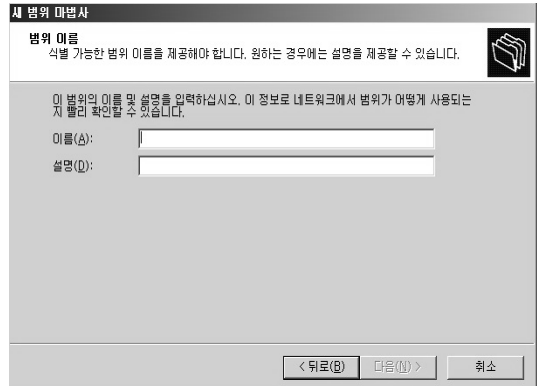 새 범위 마법사
범위 이름
식별 가능한 범위 이름을 제공해야 합니다. 원하는 경우에는 설명을 제공할 수 있습니다.
이 범위의 이름 및 설명을 입력하십시오. 이 정보로 네트워크에서 범위가 어떻게 사용되는
지 빨리 확인할 수 있습니다.
이름(A):
설명(D):
< 뒤로(B) 다음(N) > 취소